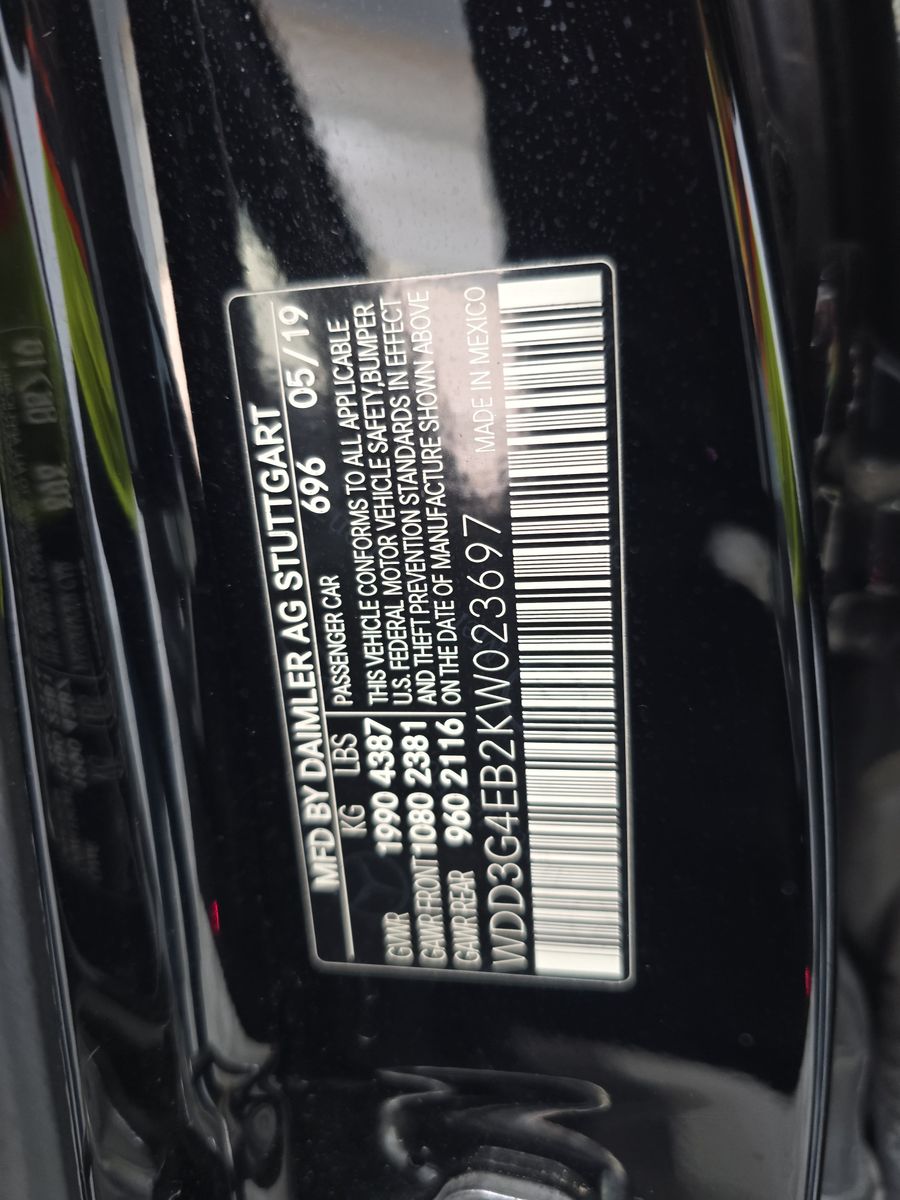 MFD BY DAIMLER AG STUTTGART
KG LBS PASSENGER CAR 696 05/19
GVWR 1990 4387 THIS VEHICLE CONFORMS TO ALL APPLICABLE
GAWR FRONT 1080 2381 U.S. FEDERAL MOTOR VEHICLE SAFETY,BUMPER
GAWR REAR 960 2116 AND THEFT PREVENTION STANDARDS IN EFFECT
ON THE DATE OF MANUFACTURE SHOWN ABOVE
WDD3G4EB2KW023697 MADE IN MEXICO